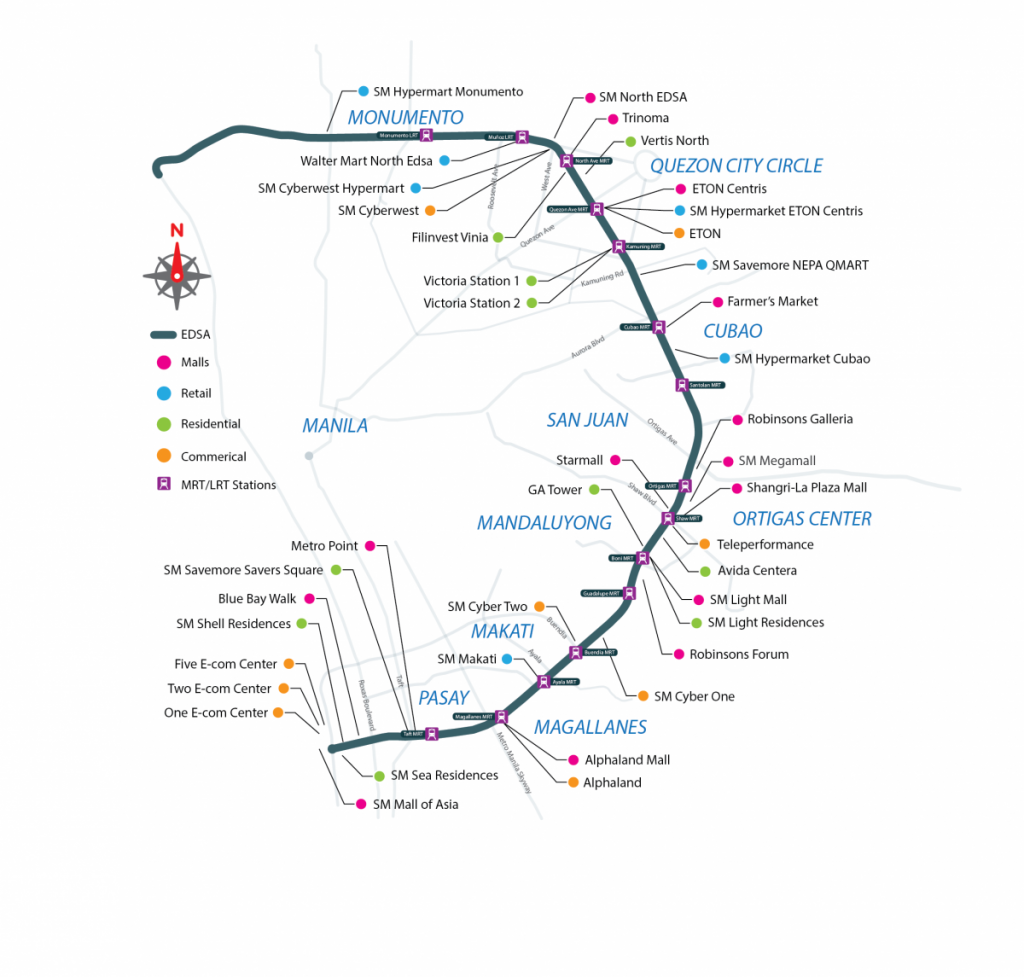 SM Hypermart Monumento
MONUMENTO
SM North EDSA
Trinoma
Monumento LRT
Muñoz LRT
Vertis North
Walter Mart North Edsa
North Ave MRT
QUEZON CITY CIRCLE
SM Cyberwest Hypermart
Roosevelt Ave
West Ave
ETON Centris
SM Cyberwest
Quezon Ave MRT
SM Hypermarket ETON Centris
N
Filinvest Vinia
Quezon Ave
ETON
Kamuning MRT
SM Savemore NEPA QMART
Victoria Station 1
Kamuning Rd
Victoria Station 2
Farmer's Market
EDSA
Cubao MRT
CUBAO
Aurora Blvd
Malls
SM Hypermarket Cubao
Retail
Santolan MRT
Residential
MANILA
SAN JUAN
Ortigas Ave
Robinsons Galleria
Commerical
Starmall
SM Megamall
MRT/LRT Stations
GA Tower
Shaw Blvd
Ortigas MRT
Shangri-La Plaza Mall
MANDALUYONG
Shaw MRT
ORTIGAS CENTER
Metro Point
Teleperformance
Boni MRT
SM Savemore Savers Square
Avida Centera
Blue Bay Walk
SM Cyber Two
Guadalupe MRT
SM Light Mall
SM Shell Residences
MAKATI
Buendia
SM Light Residences
Five E-com Center
SM Makati
Ayala
Buendia MRT
Robinsons Forum
Two E-com Center
Roxas Boulevard
Taft
PASAY
Ayala MRT
SM Cyber One
One E-com Center
Magallanes MRT
MAGALLANES
Taft MRT
Metro Manila Skyway
SM Sea Residences
Alphaland Mall
Alphaland
SM Mall of Asia